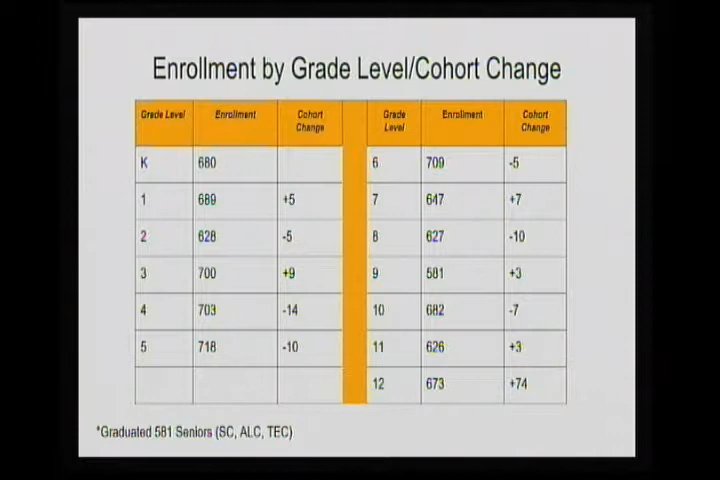 Enrollment by Grade Level/Cohort Change
Grade Level Enrollment Cohort Change Grade Level Enrollment Cohort Change
K 680 6 709 -5
1 689 +5 7 647 +7
2 628 -5 8 627 -10
3 700 +9 9 581 +3
4 703 -14 10 682 -7
5 718 -10 11 626 +3
12 673 +74
*Graduated 581 Seniors (SC, ALC, TEC)